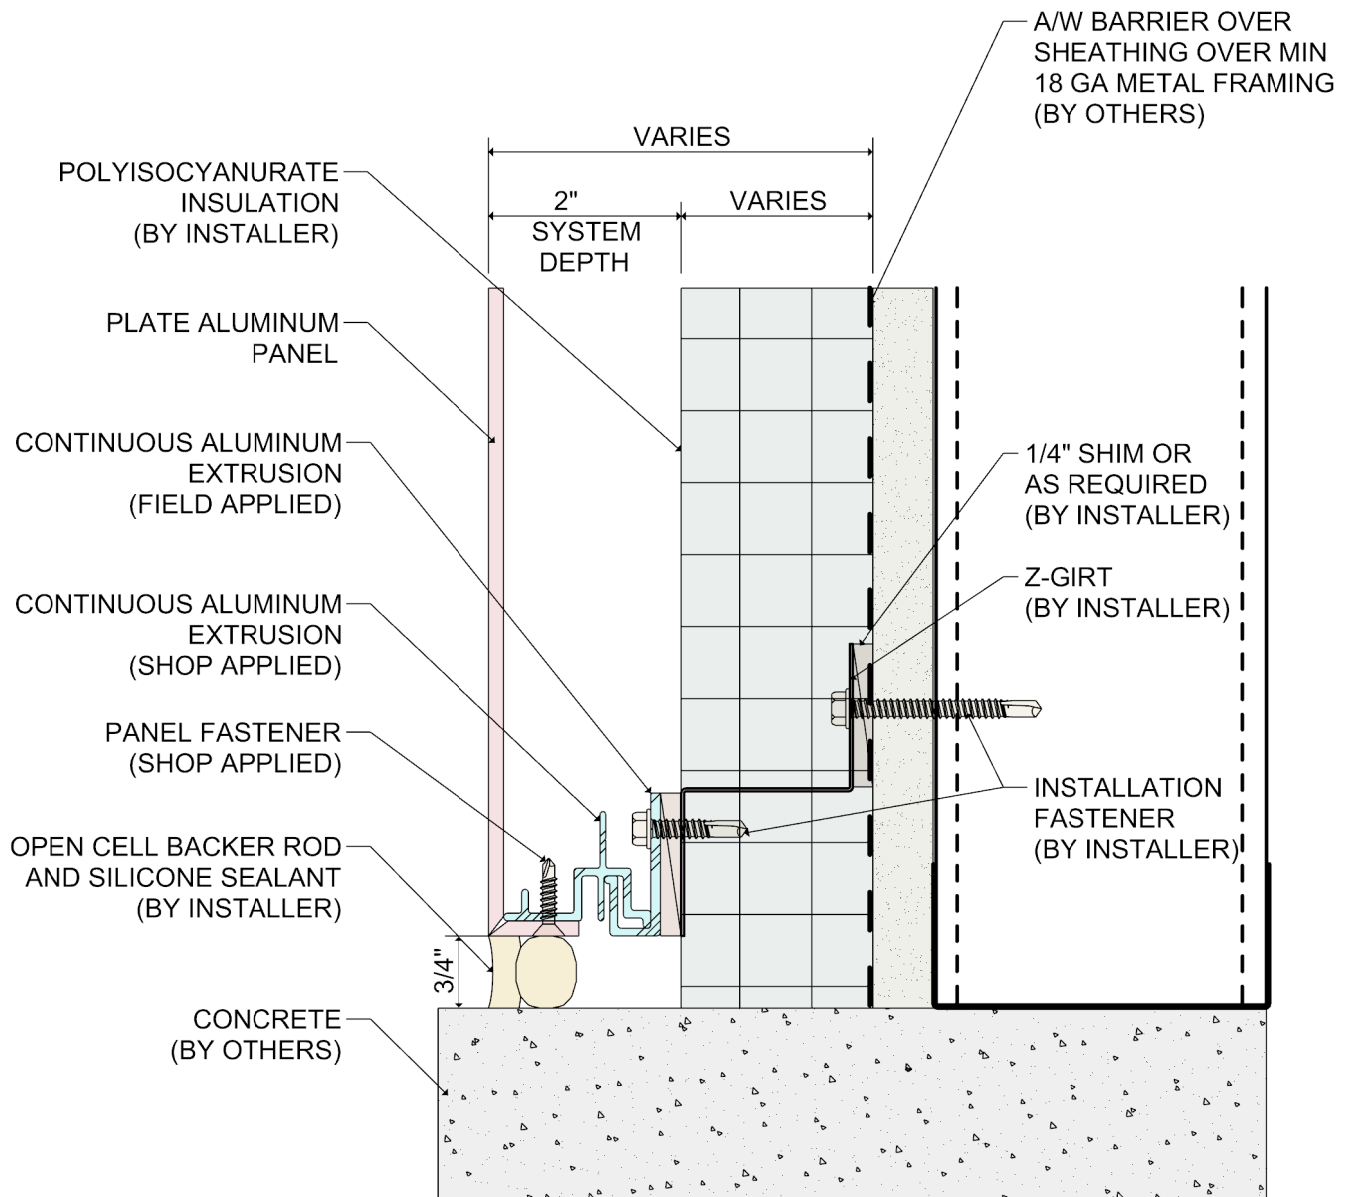 A/W BARRIER OVER
SHEATHING OVER MIN
18 GA METAL FRAMING
(BY OTHERS)
VARIES
2"
SYSTEM
DEPTH
VARIES
POLYISOCYANURATE
INSULATION
(BY INSTALLER)
PLATE ALUMINUM
PANEL
CONTINUOUS ALUMINUM
EXTRUSION
(FIELD APPLIED)
CONTINUOUS ALUMINUM
EXTRUSION
(SHOP APPLIED)
PANEL FASTENER
(SHOP APPLIED)
OPEN CELL BACKER ROD
AND SILICONE SEALANT
(BY INSTALLER)
3/4"
CONCRETE
(BY OTHERS)
1/4" SHIM OR
AS REQUIRED
(BY INSTALLER)
Z-GIRT
(BY INSTALLER)
INSTALLATION
FASTENER
(BY INSTALLER)